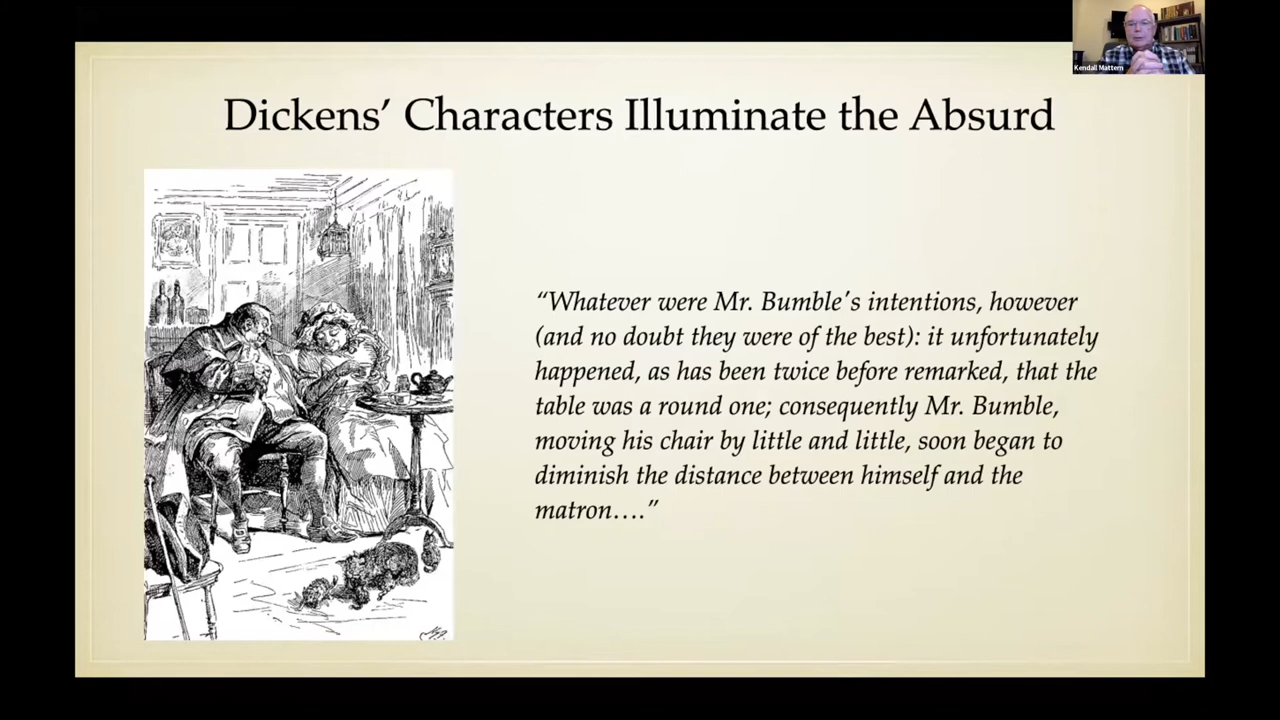 Kendall Mattern
Dickens’ Characters Illuminate the Absurd
“Whatever were Mr. Bumble's intentions, however
(and no doubt they were of the best): it unfortunately
happened, as has been twice before remarked, that the
table was a round one; consequently Mr. Bumble,
moving his chair by little and little, soon began to
diminish the distance between himself and the
matron….”